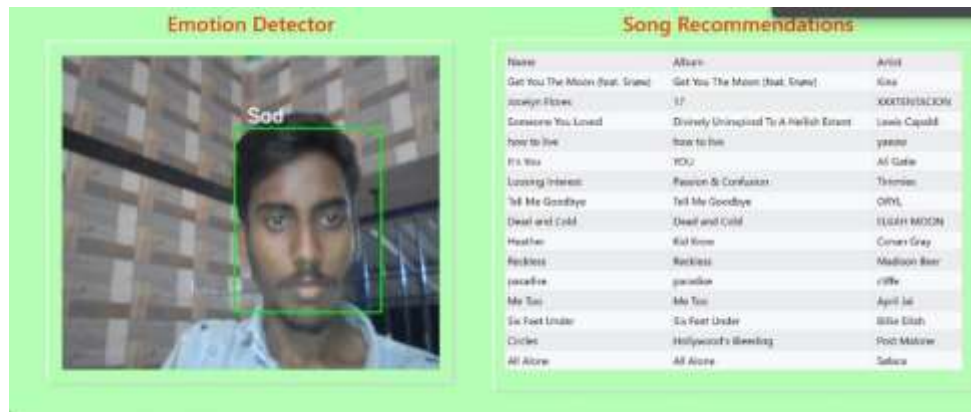 Emotion Detector
Song Recommendations
Sad
Name Album Artist
Get You The Moon (feat. Snøw) Get You The Moon (feat. Snøw) Kina
Jocelyn Flores 17 XXXTENTACION
Someone You Loved Divinely Uninspired To A Hellish Extent Lewis Capaldi
how to live how to live
It's You YOU Ali Gatie
Loosing Interest Passion & Confusion Timmies
Tell Me Goodbye Tell Me Goodbye
Dead and Cold Dead and Cold ELIJAH MOON
Heather Kid Krow Conan Gray
Reckless Reckless Madison Beer
paradise paradise
Me Too Me Too April Jai
Six Feet Under Six Feet Under Billie Eilish
Circles Hollywood's Bleeding Post Malone
All Alone All Alone